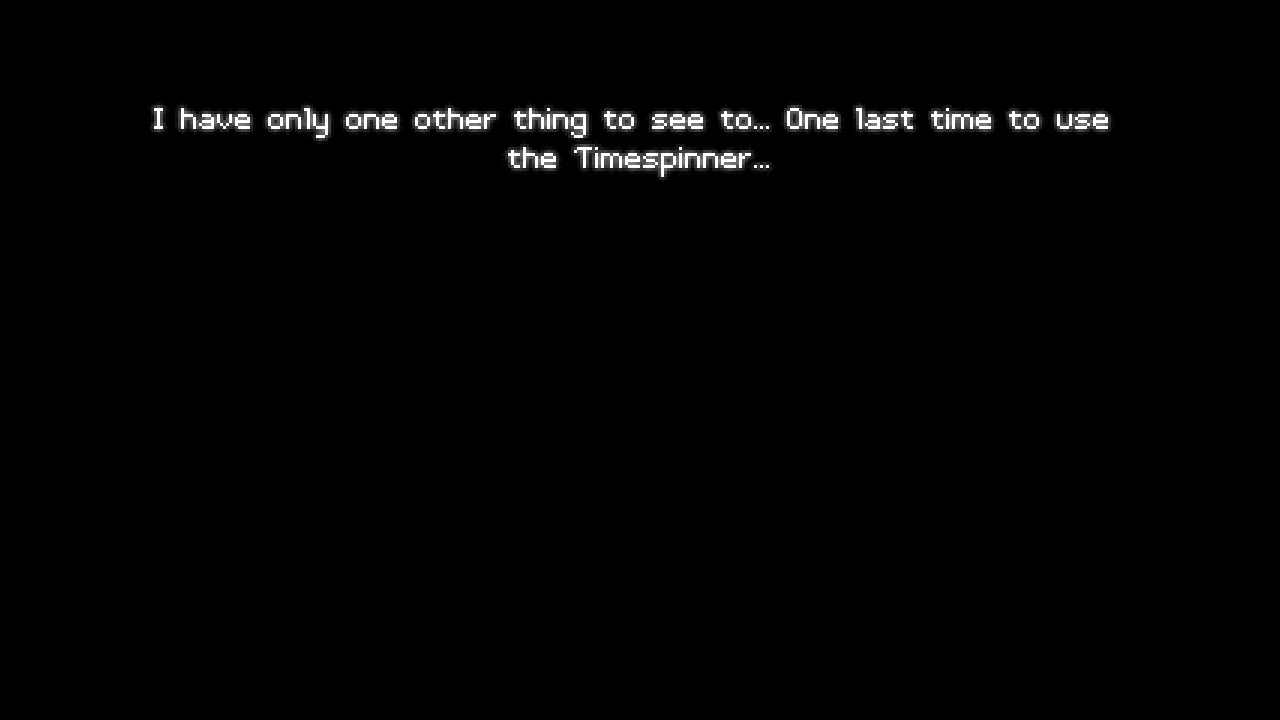 I have only one other thing to see to… One last time to use
the Timespinner…